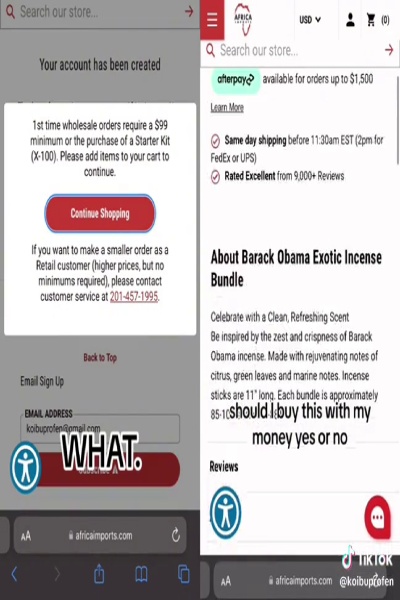 Search our store...
Your account has been created
1st time wholesale orders require a $99
minimum or the purchase of a Starter Kit
(X-100). Please add items to your cart to
continue.
Continue Shopping
If you want to make a smaller order as a
Retail customer (higher prices, but no
minimums required), please contact
customer service at 201-457-1995.
Back to Top
Email Sign Up
EMAIL ADDRESS
koibuprofen@gmail.com
WHAT.
AA africaimports.com
AFRICA
IMPORTS
USD
(0)
Search our store...
afterpay available for orders up to $1,500
Learn More
Same day shipping before 11:30am EST (2pm for
FedEx or UPS)
Rated Excellent from 9,000+ Reviews
About Barack Obama Exotic Incense
Bundle
Celebrate with a Clean, Refreshing Scent
Be inspired by the zest and crispness of Barack
Obama incense. Made with rejuvenating notes of
citrus, green leaves and marine notes. Incense
sticks are 11" long. Each bundle is approximately
85-10
should I buy this with my
money yes or no
Reviews
AA africaimports.com
TikTok
@koibuprofen